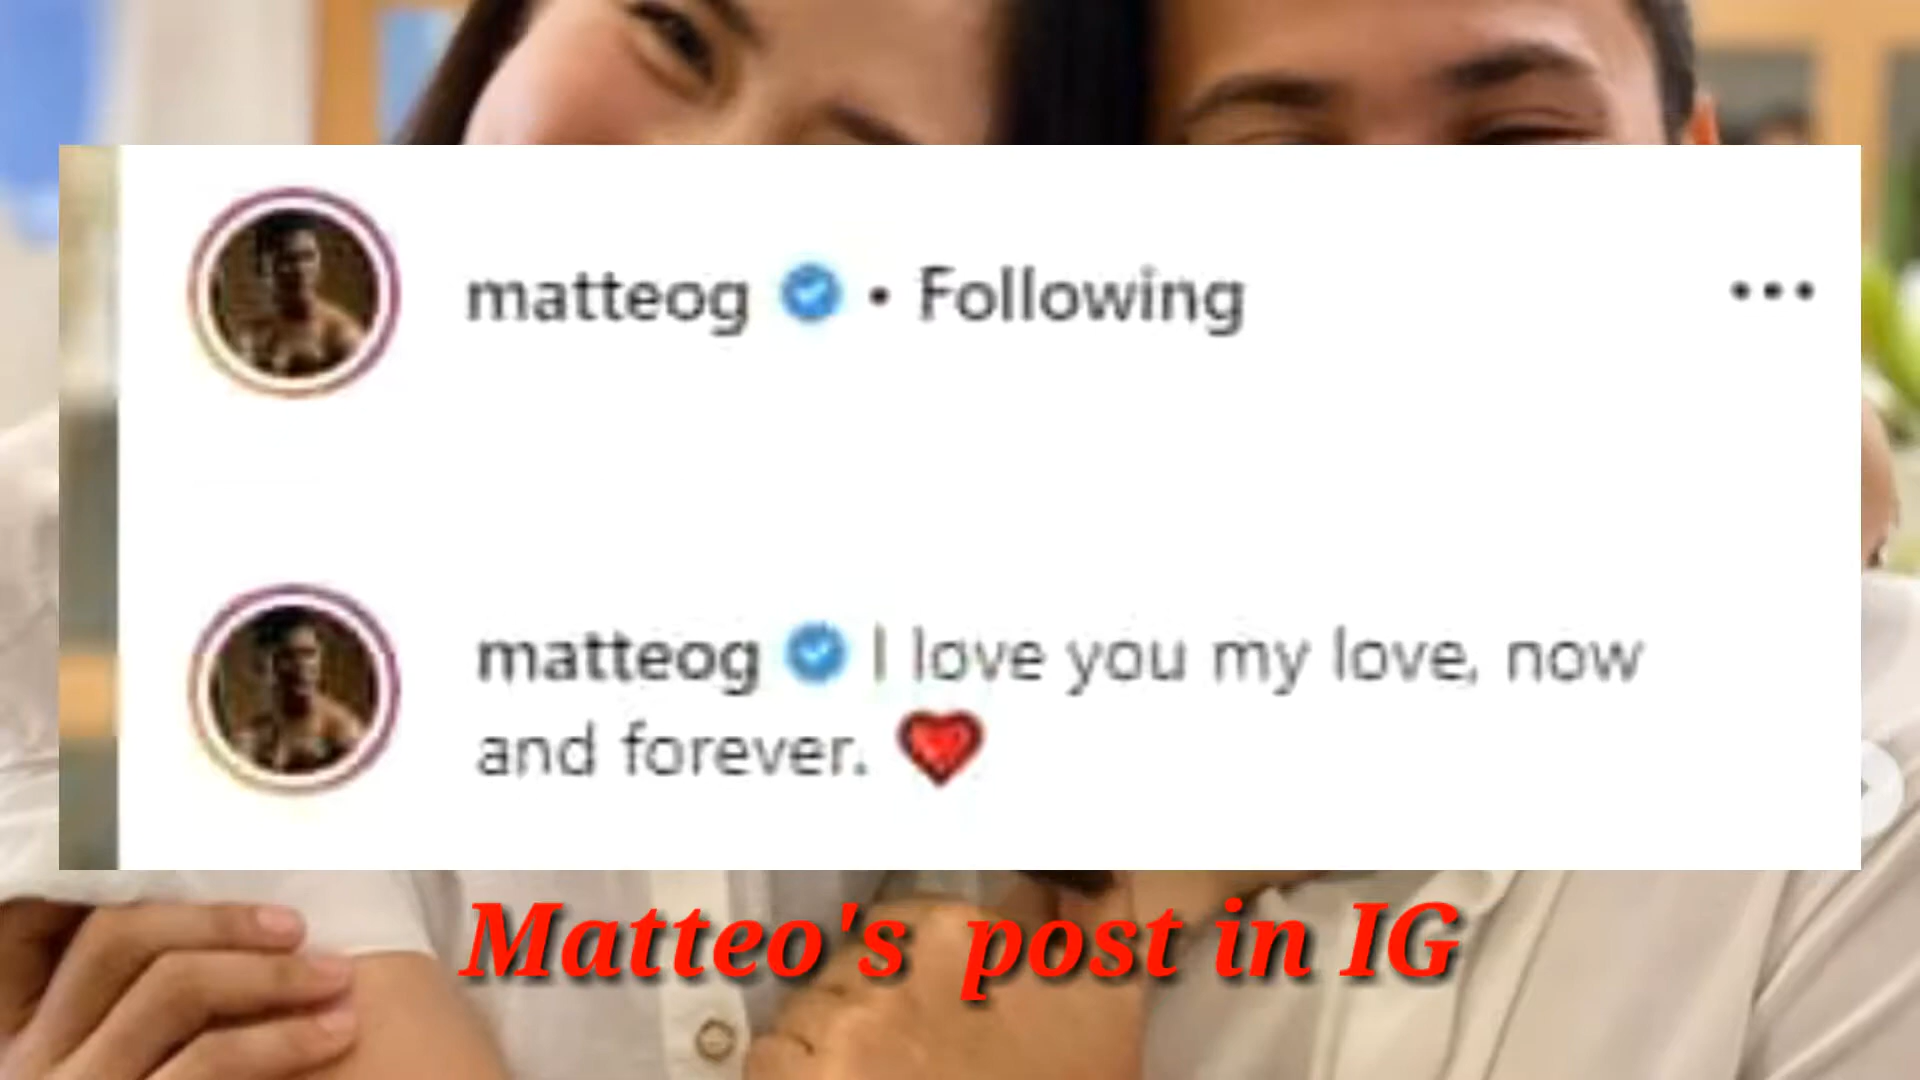 matteog • Following
matteog I love you my love, now
and forever. ❤️
Matteo's post in IG